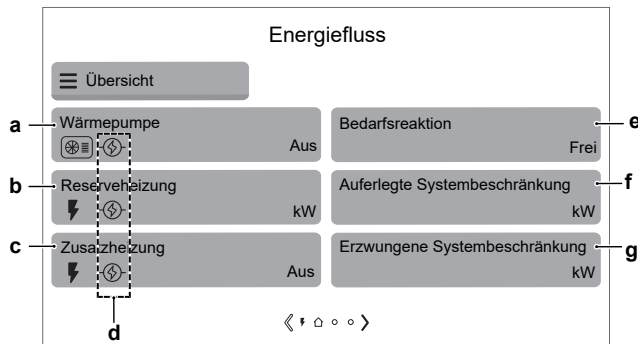 Energiefluss
Übersicht
a
Wärmepumpe
Aus
Bedarfsreaktion
Frei
e
b
Reserveheizung
kW
Auferlegte Systembeschränkung
kW
f
c
Zusatzheizung
Aus
Erzwungene Systembeschränkung
kW
g
d